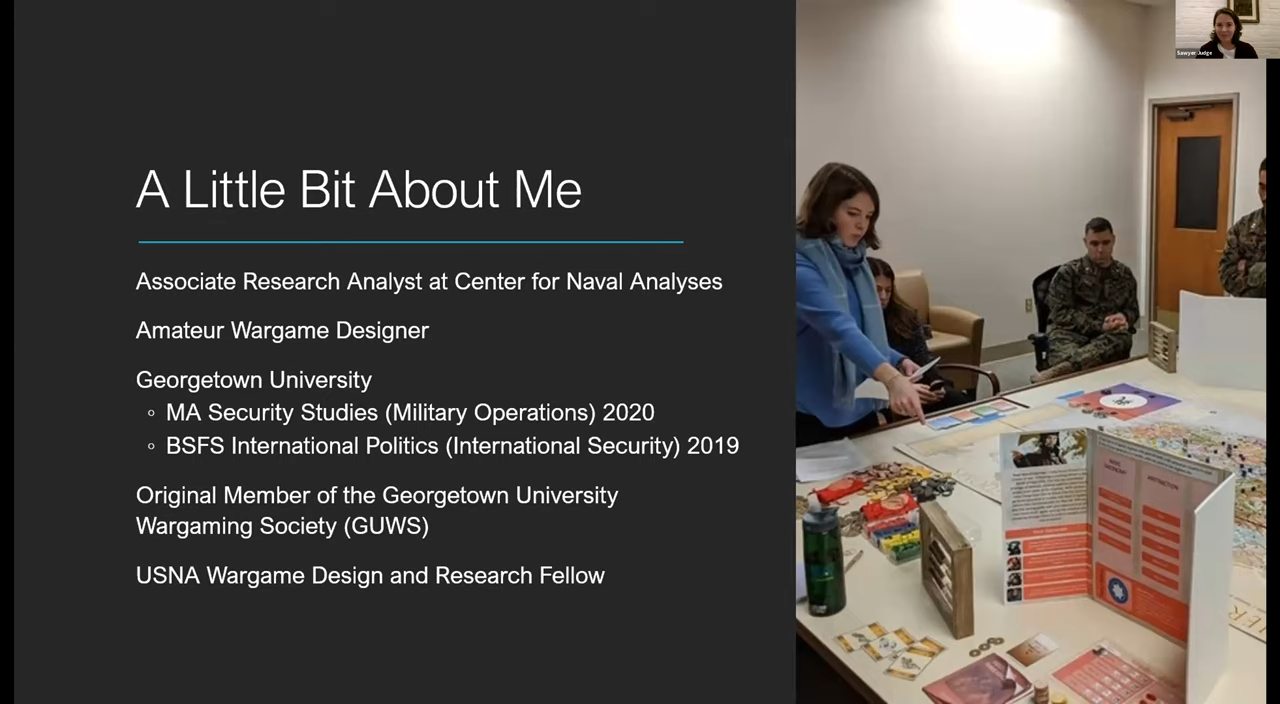 Sawyer Judge
A Little Bit About Me
Associate Research Analyst at Center for Naval Analyses
Amateur Wargame Designer
Georgetown University
◦ MA Security Studies (Military Operations) 2020
◦ BSFS International Politics (International Security) 2019
Original Member of the Georgetown University
Wargaming Society (GUWS)
USNA Wargame Design and Research Fellow